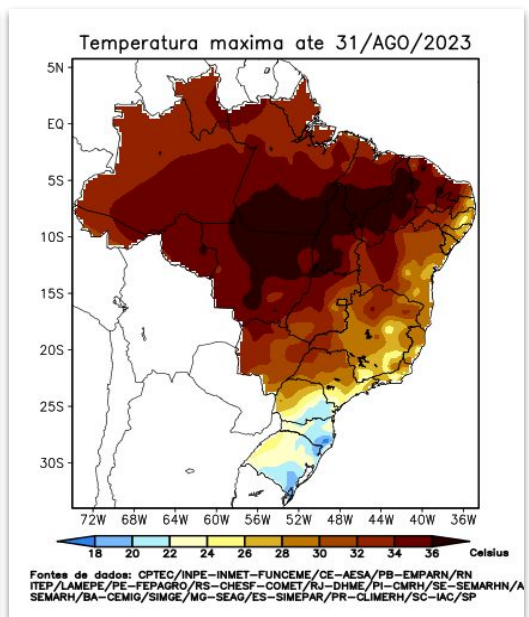 Temperatura maxima ate 31/AGO/2023
5N
EQ
5S
10S
15S
20S
25S
30S
72W 68W 64W 60W 56W 52W 48W 44W 40W 36W
18 20 22 24 26 28 30 32 34 36 Celsius
Fontes de dados: CPTEC/INPE-INMET-FUNCEME/CE-AESA/PB-EMPARN/RN
ITEP/LAMEPE/PE-FEPAGRO/RS-CHESF-COMET/RJ-DHME/PI-CMRH/SE-SEMARHN/A
SEMARH/BA-CEMIG/SIMGE/MG-SEAG/ES-SIMEPAR/PR-CLIMERH/SC-IAC/SP